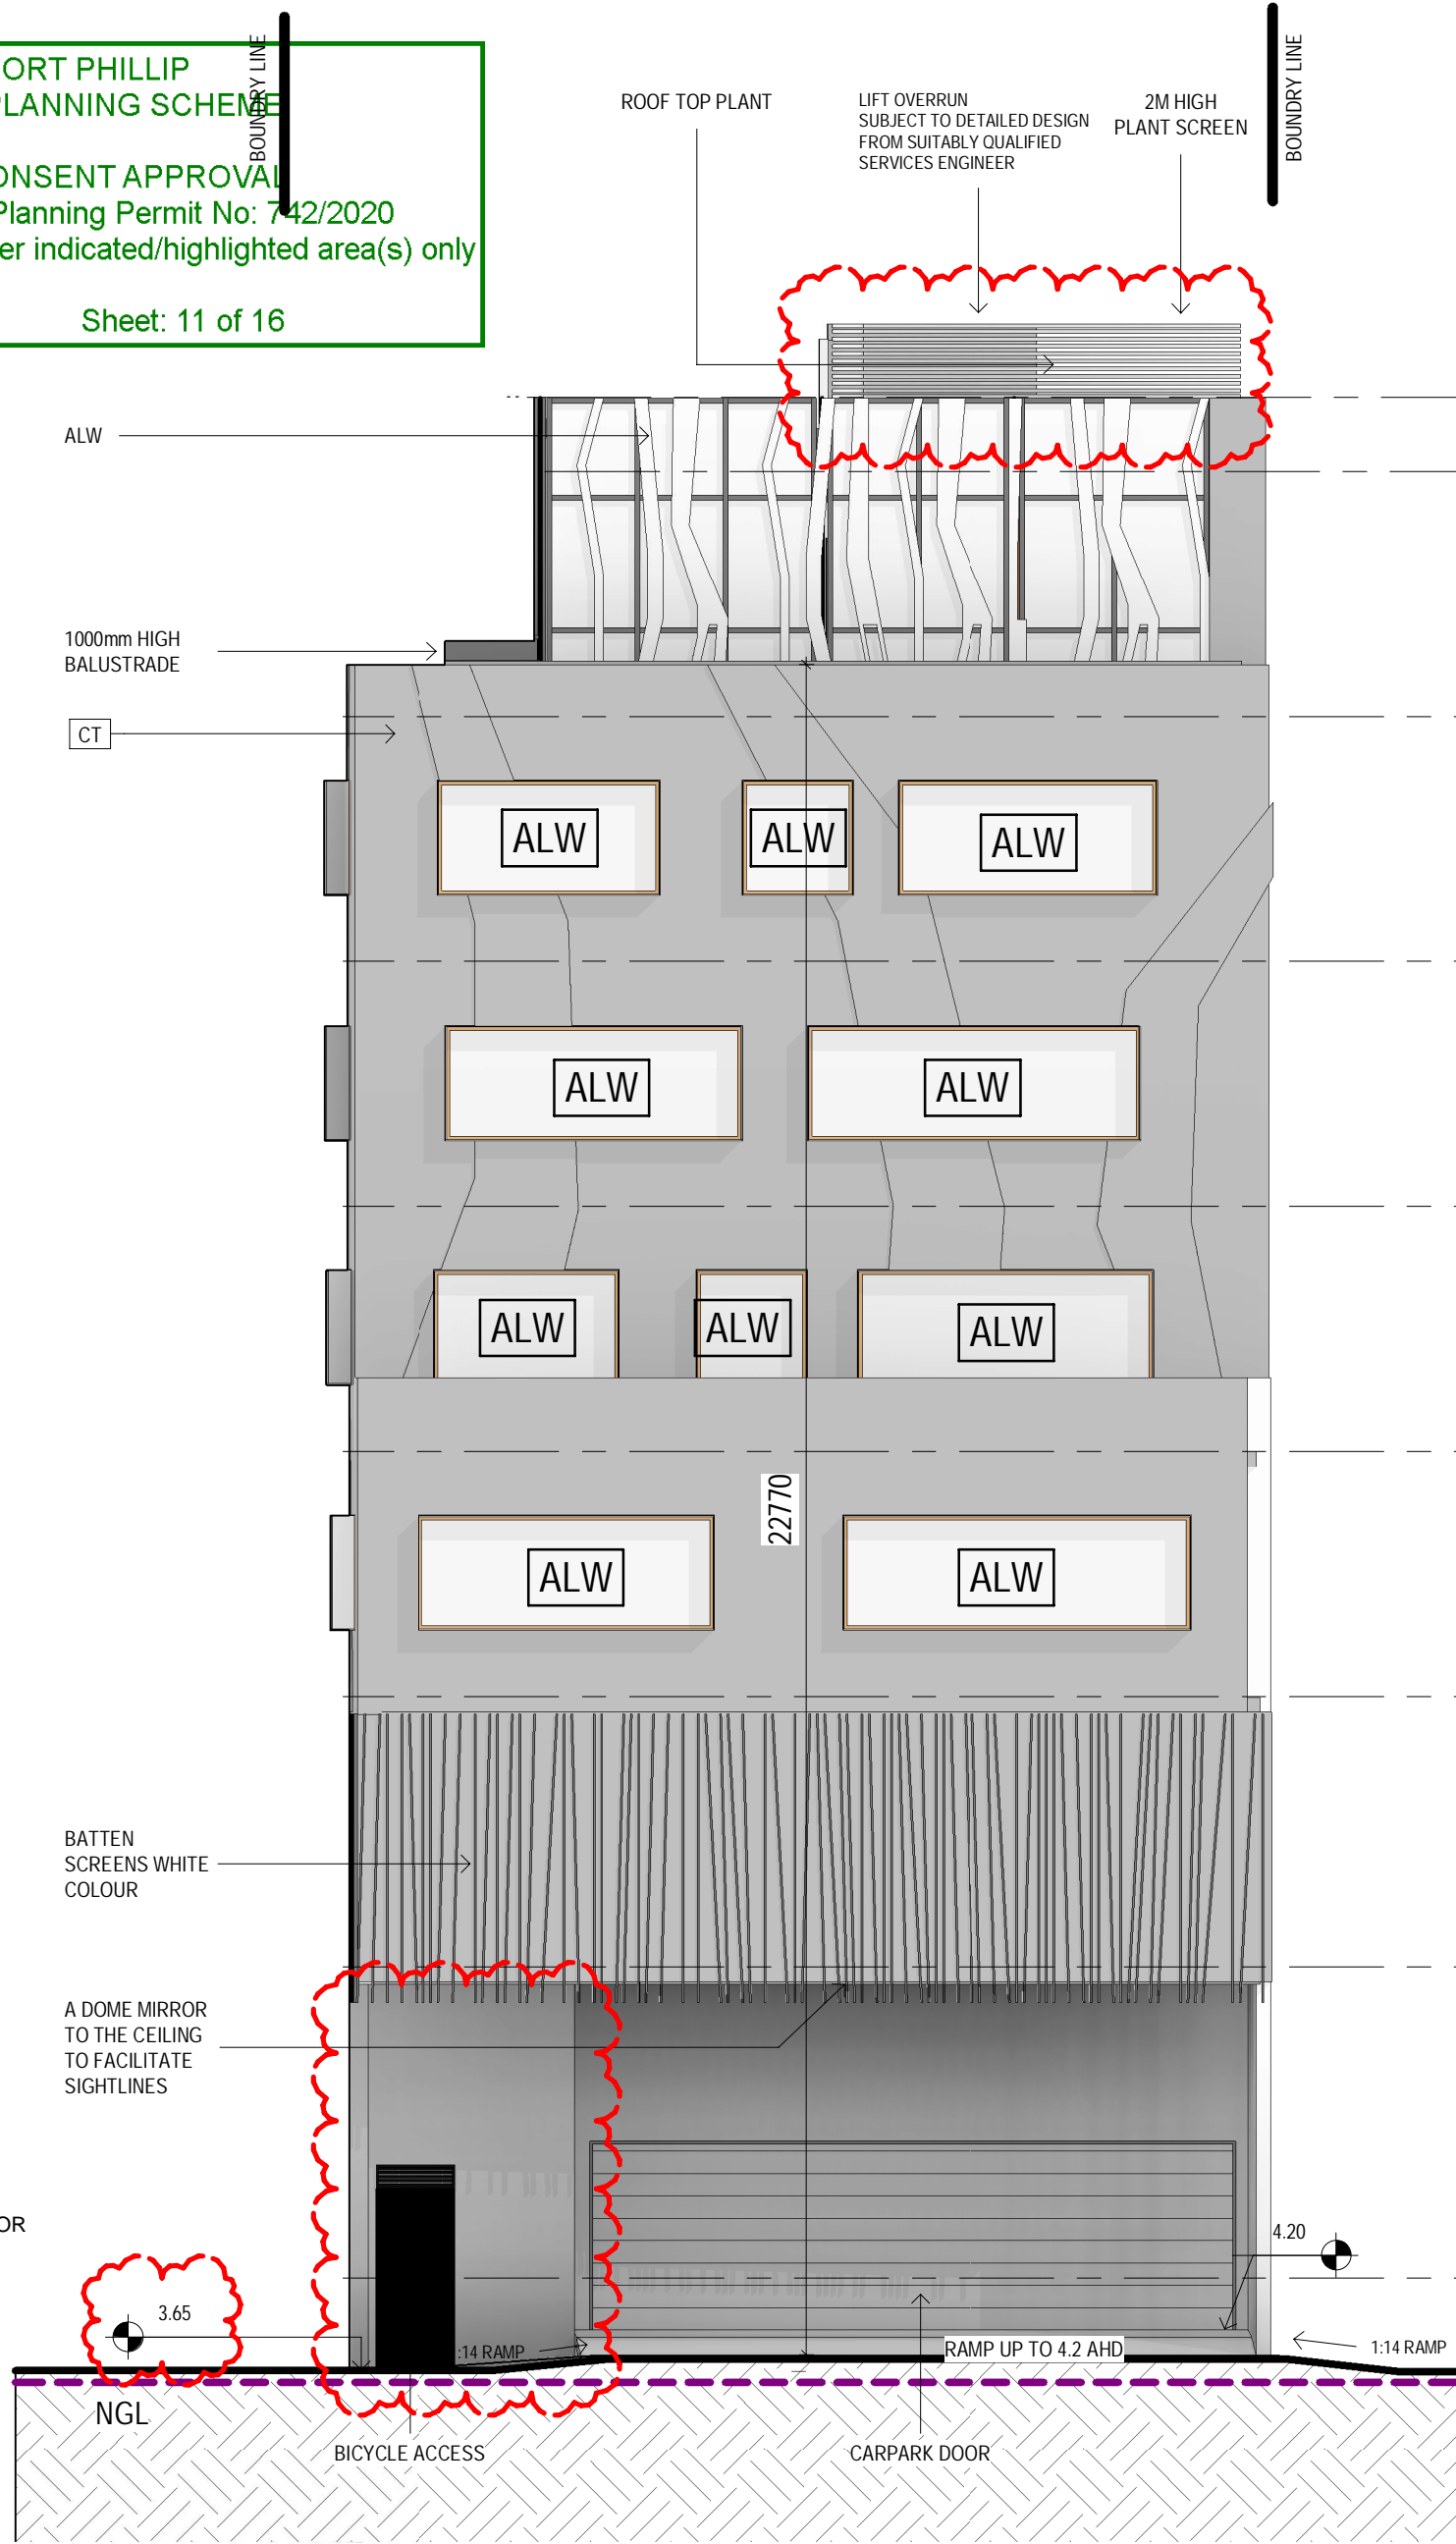 ORT PHILLIP
PLANNING SCHEME
ONSENT APPROVAL
Planning Permit No: 742/2020
er indicated/highlighted area(s) only
Sheet: 11 of 16
BOUNDRY LINE
ROOF TOP PLANT
LIFT OVERRUN
SUBJECT TO DETAILED DESIGN
FROM SUITABLY QUALIFIED
SERVICES ENGINEER
2M HIGH
PLANT SCREEN
BOUNDRY LINE
ALW
1000mm HIGH
BALUSTRADE
CT
ALW
ALW
ALW
ALW
ALW
ALW
ALW
ALW
22770
ALW
ALW
BATTEN
SCREENS WHITE
COLOUR
A DOME MIRROR
TO THE CEILING
TO FACILITATE
SIGHTLINES
OR
4.20
3.65
:14 RAMP
RAMP UP TO 4.2 AHD
1:14 RAMP
NGL
BICYCLE ACCESS
CARPARK DOOR